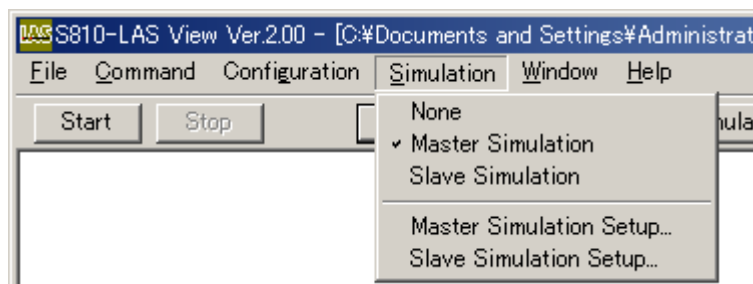 LAS S810-LAS View Ver.2.00 - [C:¥Documents and Settings¥Administrat
File Command Configuration Simulation Window Help
Start Stop
None
Master Simulation
Slave Simulation
Master Simulation Setup...
Slave Simulation Setup...